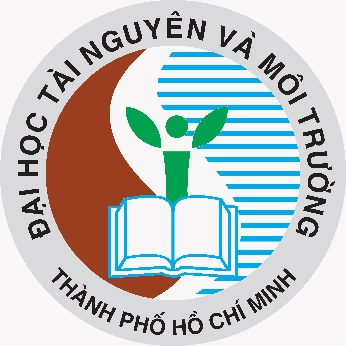 ĐẠI HỌC TÀI NGUYÊN VÀ MÔI TRƯỜNG
THÀNH PHỐ HỒ CHÍ MINH